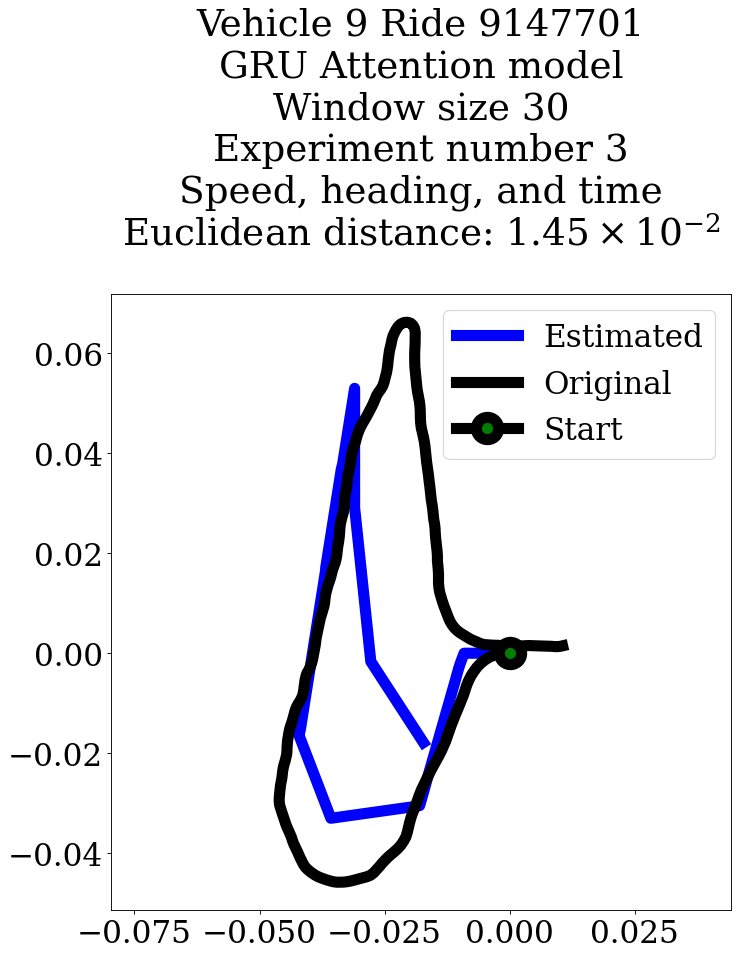 Vehicle 9 Ride 9147701
GRU Attention model
Window size 30
Experiment number 3
Speed, heading, and time
Euclidean distance: 1.45 × 10⁻²
Estimated
Original
Start
0.06
0.04
0.02
0.00
−0.02
−0.04
−0.075 −0.050 −0.025 0.000 0.025